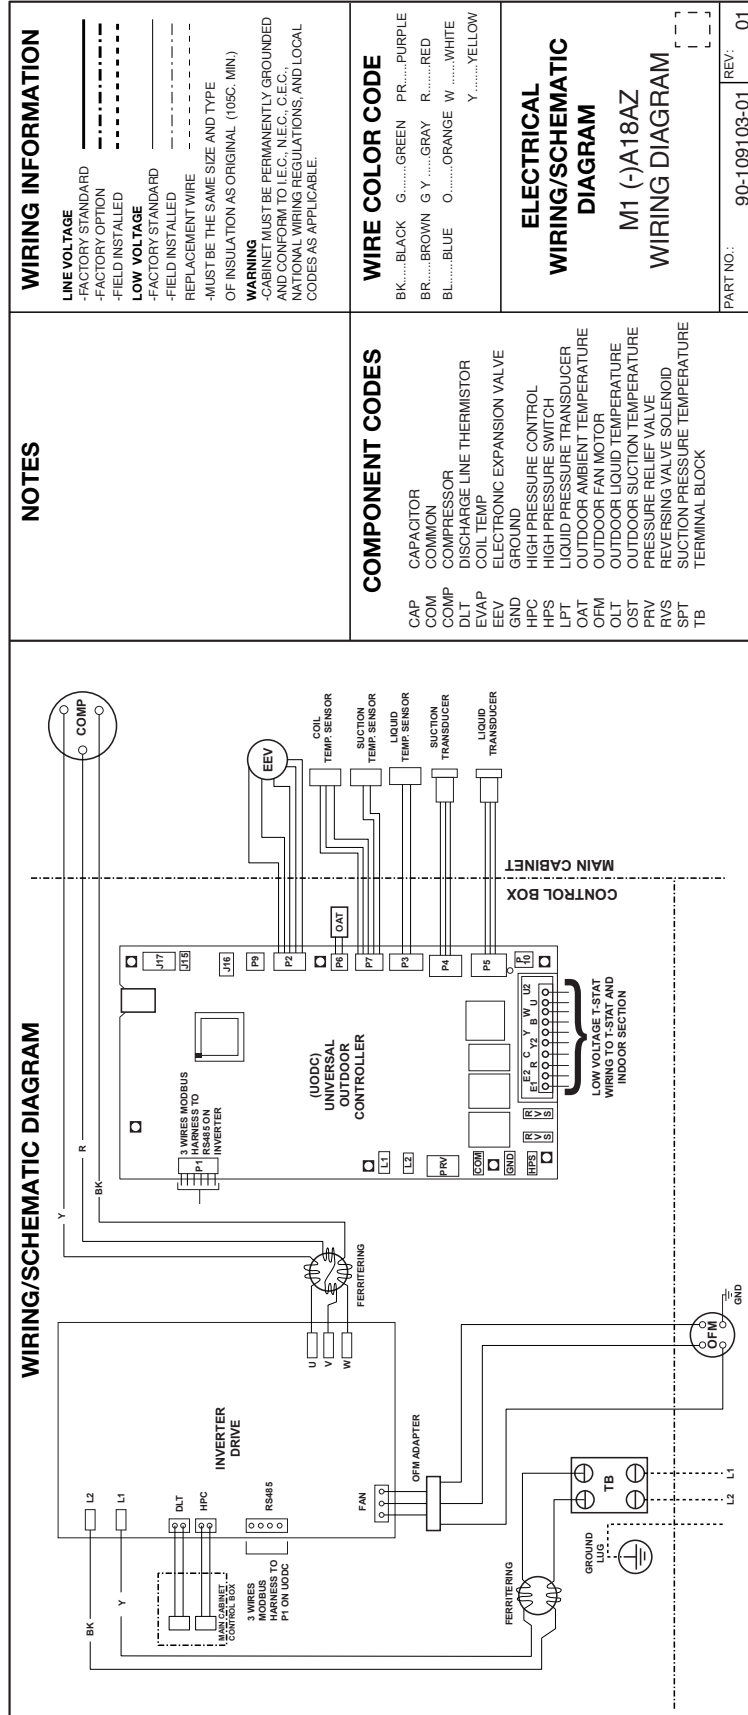 WIRING/SCHEMATIC DIAGRAM
BK
Y
L2
L1
INVERTER
DRIVE
DLT
HPC
RS485
MAIN CABINET
CONTROL BOX
3 WIRES
MODBUS
HARNESS TO
P1 ON UODC
FAN
OFM ADAPTER
U
V
W
FERRITERING
Y
R
BK
COMP
3 WIRES MODBUS
HARNESS TO
RS485 ON
INVERTER
P1
(UODC)
UNIVERSAL
OUTDOOR
CONTROLLER
J17
J15
J16
P9
P2
P6
P7
P3
P4
P5
P
10
OAT
EEV
COIL
TEMP. SENSOR
SUCTION
TEMP. SENSOR
LIQUID
TEMP. SENSOR
SUCTION
TRANSDUCER
LIQUID
TRANSDUCER
L1
L2
PRV
COM
GND
HPS
R V S
R V S
E1 E2 R C Y2 Y B W U U2
LOW VOLTAGE T-STAT
WIRING TO T-STAT AND
INDOOR SECTION
CONTROL BOX
MAIN CABINET
FERRITERING
GROUND
LUG
TB
L2
L1
OFM
GND
NOTES
COMPONENT CODES
CAP CAPACITOR
COM COMMON
COMP COMPRESSOR
DLT DISCHARGE LINE THERMISTOR
EVAP COIL TEMP
EEV ELECTRONIC EXPANSION VALVE
GND GROUND
HPC HIGH PRESSURE CONTROL
HPS HIGH PRESSURE SWITCH
LPT LIQUID PRESSURE TRANSDUCER
OAT OUTDOOR AMBIENT TEMPERATURE
OFM OUTDOOR FAN MOTOR
OLT OUTDOOR LIQUID TEMPERATURE
OST OUTDOOR SUCTION TEMPERATURE
PRV PRESSURE RELIEF VALVE
RVS REVERSING VALVE SOLENOID
SPT SUCTION PRESSURE TEMPERATURE
TB TERMINAL BLOCK
WIRING INFORMATION
LINE VOLTAGE
-FACTORY STANDARD
-FACTORY OPTION
-FIELD INSTALLED
LOW VOLTAGE
-FACTORY STANDARD
-FIELD INSTALLED
REPLACEMENT WIRE
-MUST BE THE SAME SIZE AND TYPE
OF INSULATION AS ORIGINAL (105C. MIN.)
WARNING
-CABINET MUST BE PERMANENTLY GROUNDED
AND CONFORM TO I.E.C., N.E.C., C.E.C.,
NATIONAL WIRING REGULATIONS, AND LOCAL
CODES AS APPLICABLE.
WIRE COLOR CODE
BK.....BLACK G........GREEN PR......PURPLE
BR.....BROWN G Y .....GRAY R........RED
BL......BLUE O........ORANGE W .......WHITE
Y ........YELLOW
ELECTRICAL
WIRING/SCHEMATIC
DIAGRAM
M1 (-)A18AZ
WIRING DIAGRAM
PART NO.: 90-109103-01
REV: 01